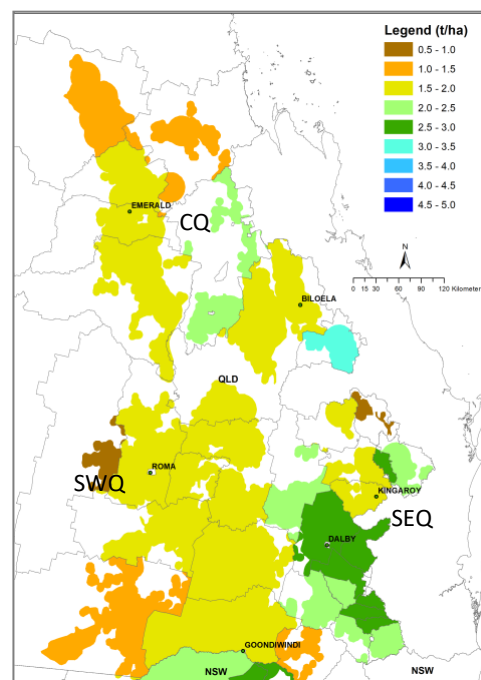 Legend (t/ha)
0.5 - 1.0
1.0 - 1.5
1.5 - 2.0
2.0 - 2.5
2.5 - 3.0
3.0 - 3.5
3.5 - 4.0
4.0 - 4.5
4.5 - 5.0
EMERALD
CQ
N
0 15 30 60 90 120 Kilometer
BILOELA
QLD
ROMA
SWQ
KINGAROY
SEQ
DALBY
GOONDIWINDI
NSW
NSW